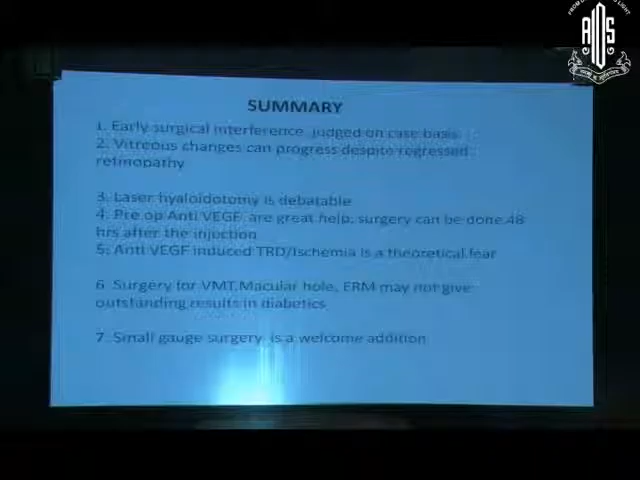 SUMMARY
1. Early surgical interference judged on case basis
2. Vitreous changes can progress despite regressed
retinopathy
3. Laser hyaloidotomy is debatable
4. Pre op Anti VEGF are great help, surgery can be done 48
hrs after the injection
5. Anti VEGF induced TRD/Ischemia is a theoretical fear
6. Surgery for VMT,Macular hole, ERM may not give
outstanding results in diabetics
7. Small gauge surgery is a welcome addition
AIOS